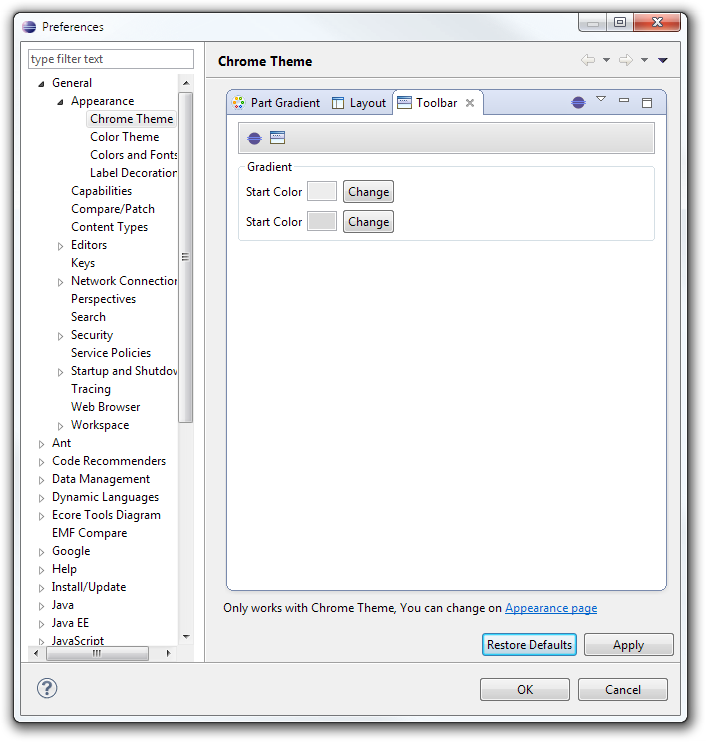 Preferences
type filter text
General
Appearance
Chrome Theme
Color Theme
Colors and Fonts
Label Decoration
Capabilities
Compare/Patch
Content Types
Editors
Keys
Network Connection
Perspectives
Search
Security
Service Policies
Startup and Shutdow
Tracing
Web Browser
Workspace
Ant
Code Recommenders
Data Management
Dynamic Languages
Ecore Tools Diagram
EMF Compare
Google
Help
Install/Update
Java
Java EE
JavaScript
Chrome Theme
Part Gradient Layout Toolbar
Gradient
Start Color Change
Start Color Change
Only works with Chrome Theme, You can change on Appearance page
Restore Defaults Apply
? OK Cancel